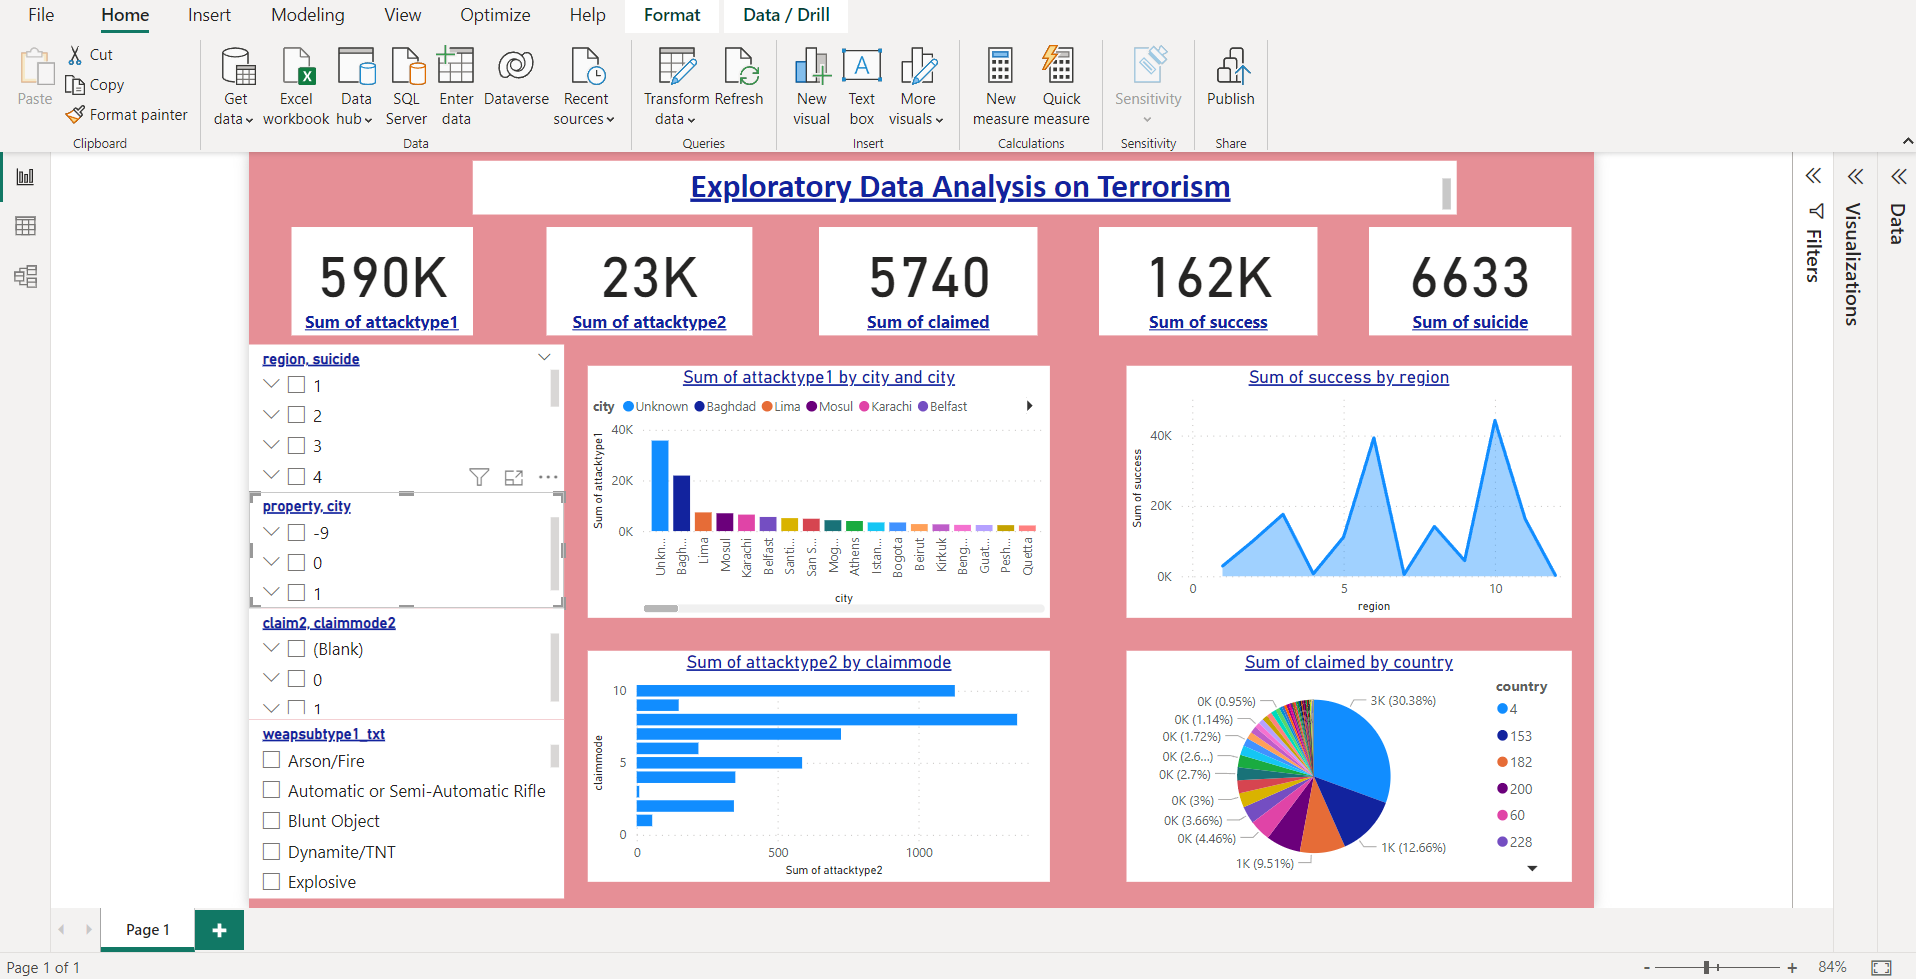 File Home Insert Modeling View Optimize Help Format Data / Drill
Paste
Cut
Copy
Format painter
Clipboard
Get data
Excel workbook
Data hub
SQL Server
Enter data
Dataverse
Recent sources
Data
Transform data
Refresh
Queries
New visual
Text box
More visuals
Insert
New measure
Quick measure
Calculations
Sensitivity
Sensitivity
Publish
Share
Exploratory Data Analysis on Terrorism
590K
Sum of attacktype1
23K
Sum of attacktype2
5740
Sum of claimed
162K
Sum of success
6633
Sum of suicide
region, suicide
1
2
3
4
property, city
-9
0
1
claim2, claimmode2
(Blank)
0
1
weapsubtype1_txt
Arson/Fire
Automatic or Semi-Automatic Rifle
Blunt Object
Dynamite/TNT
Explosive
Sum of attacktype1 by city and city
city Unknown Baghdad Lima Mosul Karachi Belfast
Sum of attacktype1
40K
20K
0K
Unkn...
Bagh...
Lima
Mosul
Karachi
Belfast
Santi...
San S...
Mog...
Athens
Istan...
Bogota
Beirut
Kirkuk
Beng...
Guat...
Pesh...
Quetta
city
Sum of success by region
Sum of success
40K
20K
0K
0 5 10
region
Sum of attacktype2 by claimmode
claimmode
10
5
0
0 500 1000
Sum of attacktype2
Sum of claimed by country
3K (30.38%)
1K (12.66%)
1K (9.51%)
0K (4.46%)
0K (3.66%)
0K (3%)
0K (2.7%)
0K (2.6...)
0K (1.72%)
0K (1.14%)
0K (0.95%)
country
4
153
182
200
60
228
Filters
Visualizations
Data
Page 1
+
Page 1 of 1
- + 84%